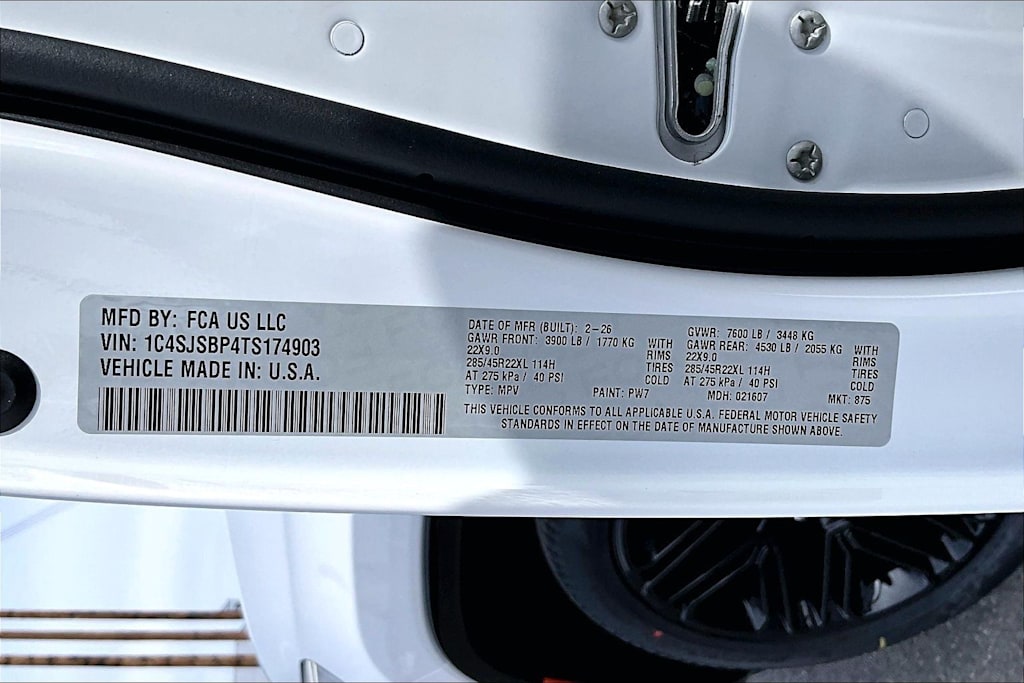 MFD BY: FCA US LLC
VIN: 1C4SJSBP4TS174903
VEHICLE MADE IN: U.S.A.
DATE OF MFR (BUILT): 2-26
GAWR FRONT: 3900 LB / 1770 KG WITH
22X9.0 RIMS
285/45R22XL 114H TIRES
AT 275 kPa / 40 PSI COLD
TYPE: MPV PAINT: PW7
GVWR: 7600 LB / 3448 KG
GAWR REAR: 4530 LB / 2055 KG WITH
22X9.0 RIMS
285/45R22XL 114H TIRES
AT 275 kPa / 40 PSI COLD
MDH: 021607 MKT: 875
THIS VEHICLE CONFORMS TO ALL APPLICABLE U.S.A. FEDERAL MOTOR VEHICLE SAFETY
STANDARDS IN EFFECT ON THE DATE OF MANUFACTURE SHOWN ABOVE.